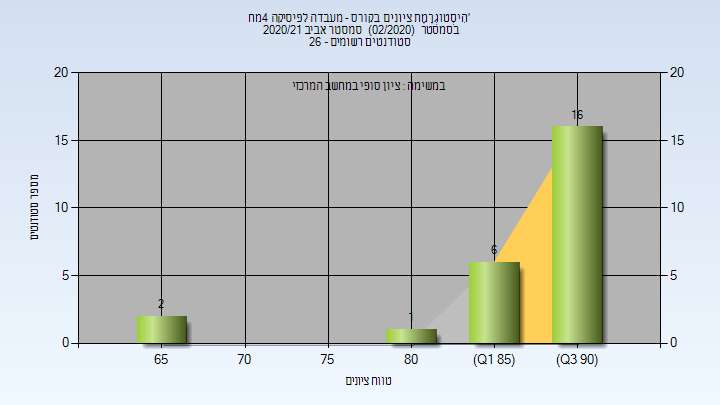 היסטוגרמת ציונים בקורס - מעבדה לפיסיקה 4מח'
בסמסטר (02/2020) סמסטר אביב 2020/21
סטודנטים רשומים - 26
במשימה : ציון סופי במחשב המרכזי
20 20
15 15
10 10
5 5
0 0
מספר סטודנטים
2 1 6 16
65 70 75 80 (Q1 85) (Q3 90)
טווח ציונים